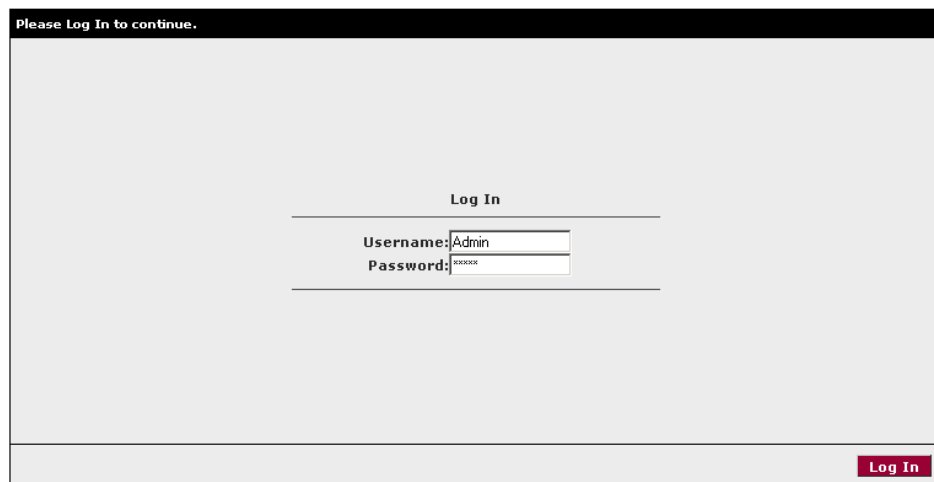 Please Log In to continue.
Log In
Username: Admin
Password: *****
Log In